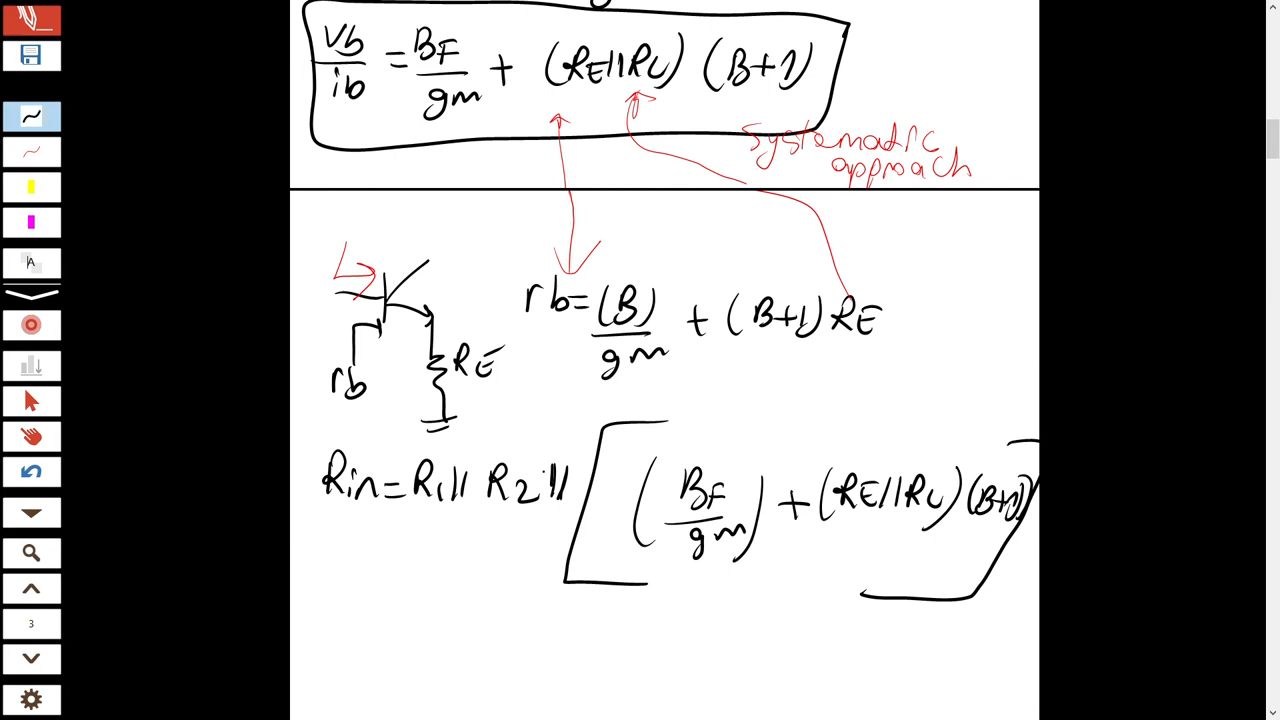 vb/ib = BF/gm + (RE||RL) (B+1)
systematic
approach
rb = (B)/gm + (B+1) RE
RE
rb
Rin = R1 || R2 || [ (BF/gm) + (RE||RL) (B+1) ]
A
3